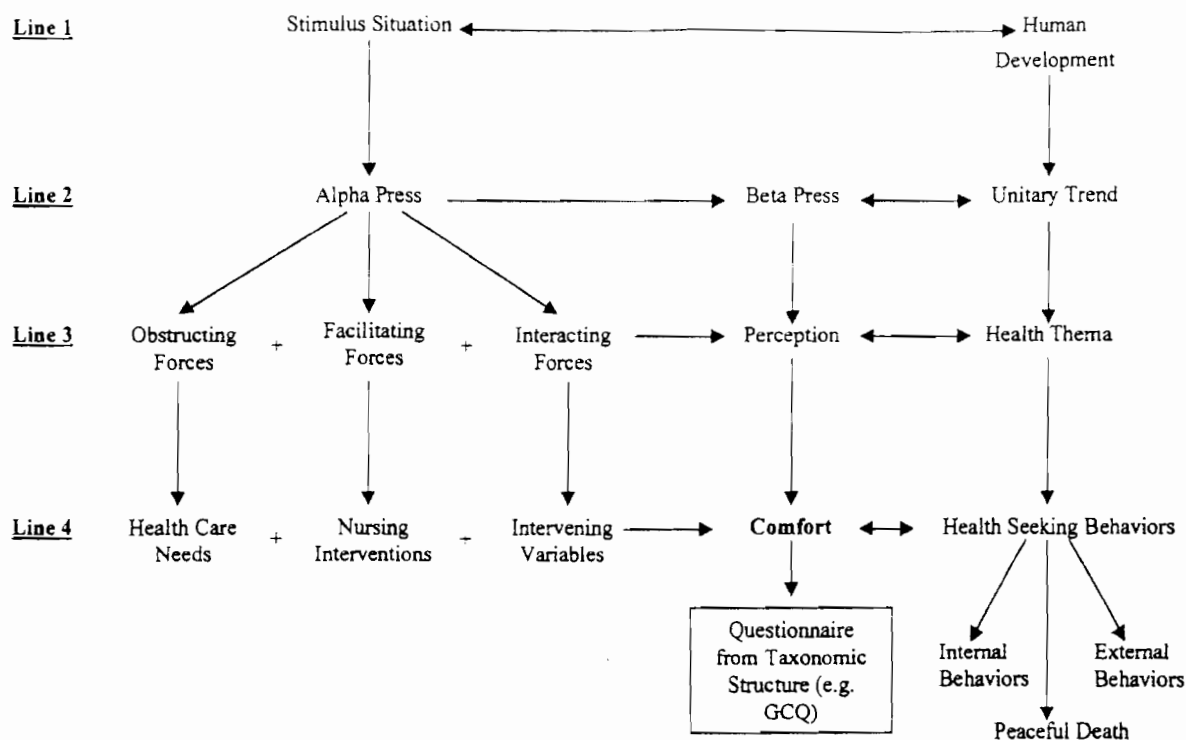 Line 1
Stimulus Situation
Human
Development
Line 2
Alpha Press
Beta Press
Unitary Trend
Line 3
Obstructing
Forces
+
Facilitating
Forces
+
Interacting
Forces
Perception
Health Thema
Line 4
Health Care
Needs
+
Nursing
Interventions
+
Intervening
Variables
Comfort
Health Seeking Behaviors
Questionnaire
from Taxonomic
Structure (e.g.
GCQ)
Internal
Behaviors
External
Behaviors
Peaceful Death